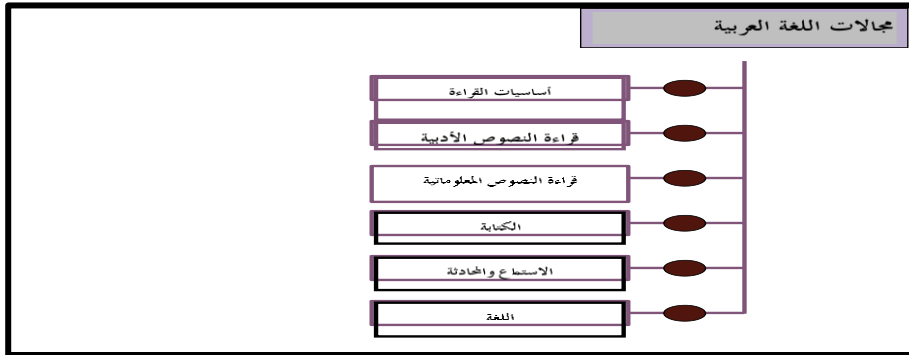 مجالات اللغة العربية
أساسيات القراءة
قراءة النصوص الأدبية
قراءة النصوص المعلوماتية
الكتابة
الاستماع والمحادثة
اللغة